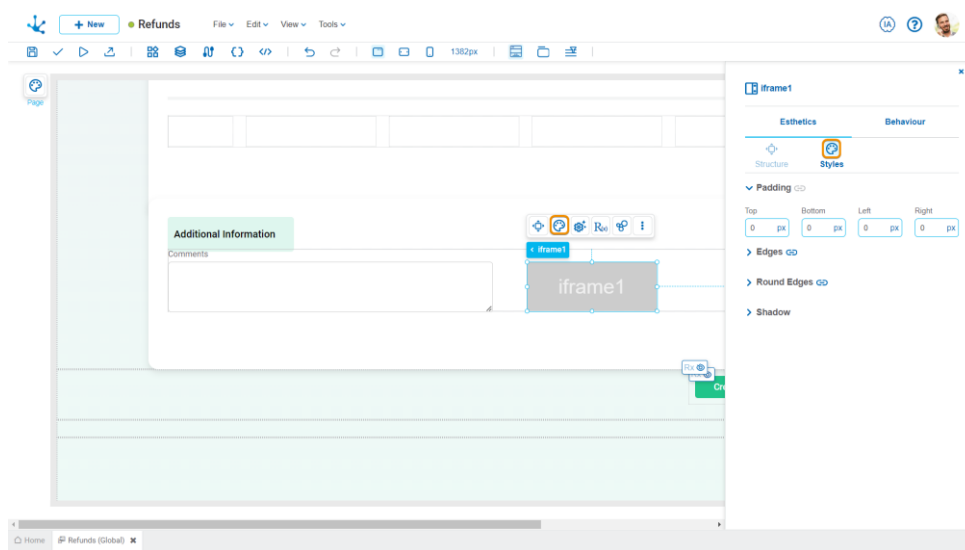 + New
Refunds
File
Edit
View
Tools
IA
?
1382px
Page
iframe1
Esthetics
Behaviour
Structure
Styles
Padding
Top
Bottom
Left
Right
0 px
0 px
0 px
0 px
Edges
Round Edges
Shadow
Additional Information
Comments
< iframe1
iframe1
Rx
Home
Refunds (Global)